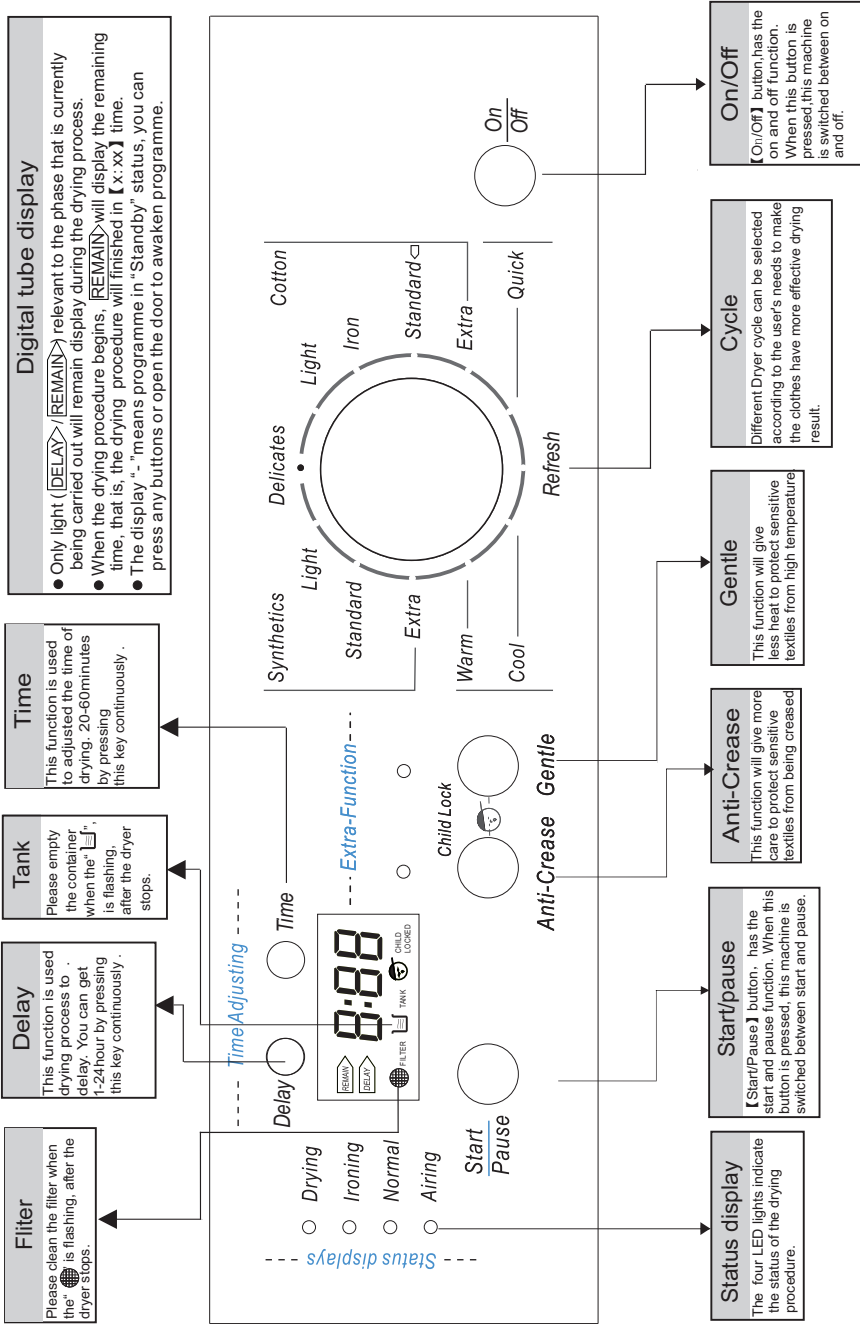 Fliter
Please clean the filter when
the“ ” is flashing, after the
dryer stops.
Delay
This function is used
drying process to .
delay. You can get
1-24hour by pressing
this key continuously .
Tank
Please empty
the container
when the“ ”,
is flashing,
after the dryer
stops.
Time
This function is used
to adjusted the time of
drying. 20-60minutes
by pressing
this key continuously .
Digital tube display
● Only light ( DELAY / REMAIN ) relevant to the phase that is currently
being carried out will remain display during the drying process.
● When the drying procedure begins, REMAIN will display the remaining
time, that is, the drying procedure will finished in【 x: xx】 time.
● The display “ - ” means programme in “ Standby” status, you can
press any buttons or open the door to awaken programme.
Status displays
Drying
Ironing
Normal
Airing
Time Adjusting
Delay
Time
REMAIN
DELAY
8:88
FILTER
TANK
CHILD
LOCKED
Start
Pause
Extra-Function
Child Lock
Anti-Crease
Gentle
Synthetics
Light
Standard
Extra
Warm
Cool
Delicates
Refresh
Cotton
Light
Iron
Standard
Extra
Quick
On
Off
Status display
The four LED lights indicate
the status of the drying
procedure.
Start/pause
【Start/Pause】 button, has the
start and pause function. When this
button is pressed, this machine is
switched between start and pause.
Anti-Crease
This function will give more
care to protect sensitive
textiles from being creased
Gentle
This function will give
less heat to protect sensitive
textiles from high temperature.
Cycle
Different Dryer cycle can be selected
according to the user's needs to make
the clothes have more effective drying
result.
On/Off
【On/Off】 button,has the
on and off function.
When this button is
pressed,this machine
is switched between on
and off.